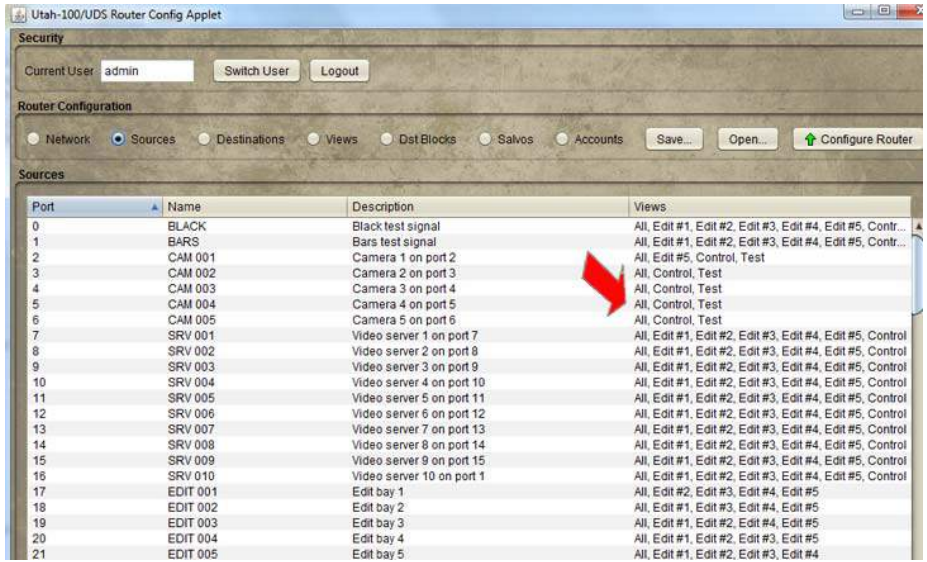 Utah-100/UDS Router Config Applet
Security
Current User admin Switch User Logout
Router Configuration
Network Sources Destinations Views Dst Blocks Salvos Accounts Save... Open... Configure Router
Sources
Port Name Description Views
0 BLACK Black test signal All, Edit #1, Edit #2, Edit #3, Edit #4, Edit #5, Contr...
1 BARS Bars test signal All, Edit #1, Edit #2, Edit #3, Edit #4, Edit #5, Contr...
2 CAM 001 Camera 1 on port 2 All, Edit #5, Control, Test
3 CAM 002 Camera 2 on port 3 All, Control, Test
4 CAM 003 Camera 3 on port 4 All, Control, Test
5 CAM 004 Camera 4 on port 5 All, Control, Test
6 CAM 005 Camera 5 on port 6 All, Control, Test
7 SRV 001 Video server 1 on port 7 All, Edit #1, Edit #2, Edit #3, Edit #4, Edit #5, Control
8 SRV 002 Video server 2 on port 8 All, Edit #1, Edit #2, Edit #3, Edit #4, Edit #5, Control
9 SRV 003 Video server 3 on port 9 All, Edit #1, Edit #2, Edit #3, Edit #4, Edit #5, Control
10 SRV 004 Video server 4 on port 10 All, Edit #1, Edit #2, Edit #3, Edit #4, Edit #5, Control
11 SRV 005 Video server 5 on port 11 All, Edit #1, Edit #2, Edit #3, Edit #4, Edit #5, Control
12 SRV 006 Video server 6 on port 12 All, Edit #1, Edit #2, Edit #3, Edit #4, Edit #5, Control
13 SRV 007 Video server 7 on port 13 All, Edit #1, Edit #2, Edit #3, Edit #4, Edit #5, Control
14 SRV 008 Video server 8 on port 14 All, Edit #1, Edit #2, Edit #3, Edit #4, Edit #5, Control
15 SRV 009 Video server 9 on port 15 All, Edit #1, Edit #2, Edit #3, Edit #4, Edit #5, Control
16 SRV 010 Video server 10 on port 1 All, Edit #1, Edit #2, Edit #3, Edit #4, Edit #5, Control
17 EDIT 001 Edit bay 1 All, Edit #2, Edit #3, Edit #4, Edit #5
18 EDIT 002 Edit bay 2 All, Edit #1, Edit #3, Edit #4, Edit #5
19 EDIT 003 Edit bay 3 All, Edit #1, Edit #2, Edit #4, Edit #5
20 EDIT 004 Edit bay 4 All, Edit #1, Edit #2, Edit #3, Edit #5
21 EDIT 005 Edit bay 5 All, Edit #1, Edit #2, Edit #3, Edit #4